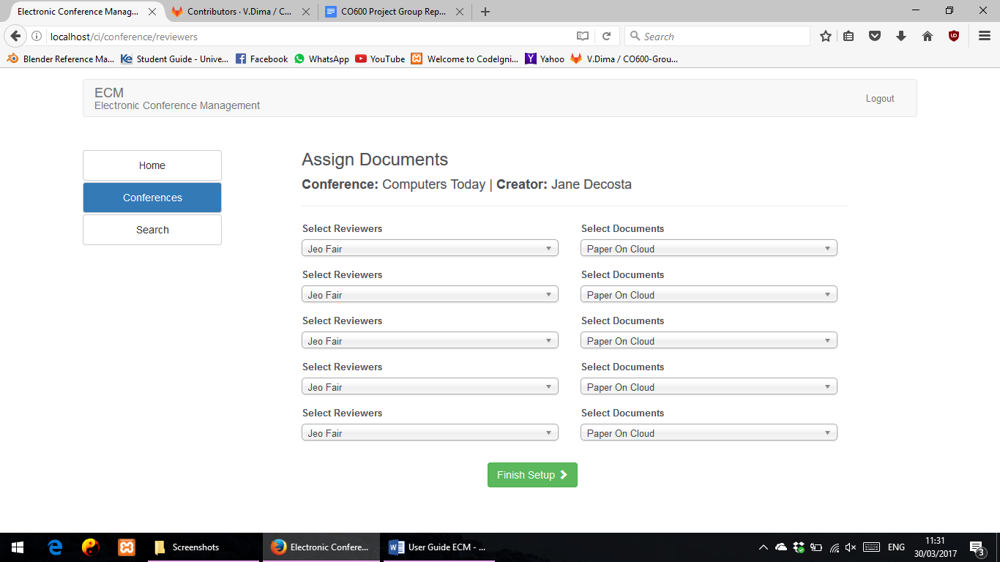 Electronic Conference Manag...
Contributors · V.Dima / C...
CO600 Project Group Rep...
localhost/ci/conference/reviewers
Search
Blender Reference Ma...
Student Guide - Unive...
Facebook
WhatsApp
YouTube
Welcome to CodeIgni...
Yahoo
V.Dima / CO600-Grou...
ECM
Electronic Conference Management
Logout
Home
Conferences
Search
Assign Documents
Conference: Computers Today | Creator: Jane Decosta
Select Reviewers
Select Documents
Jeo Fair
Paper On Cloud
Select Reviewers
Select Documents
Jeo Fair
Paper On Cloud
Select Reviewers
Select Documents
Jeo Fair
Paper On Cloud
Select Reviewers
Select Documents
Jeo Fair
Paper On Cloud
Select Reviewers
Select Documents
Jeo Fair
Paper On Cloud
Finish Setup
Screenshots
Electronic Confere...
User Guide ECM - ...
ENG
11:31
30/03/2017
3